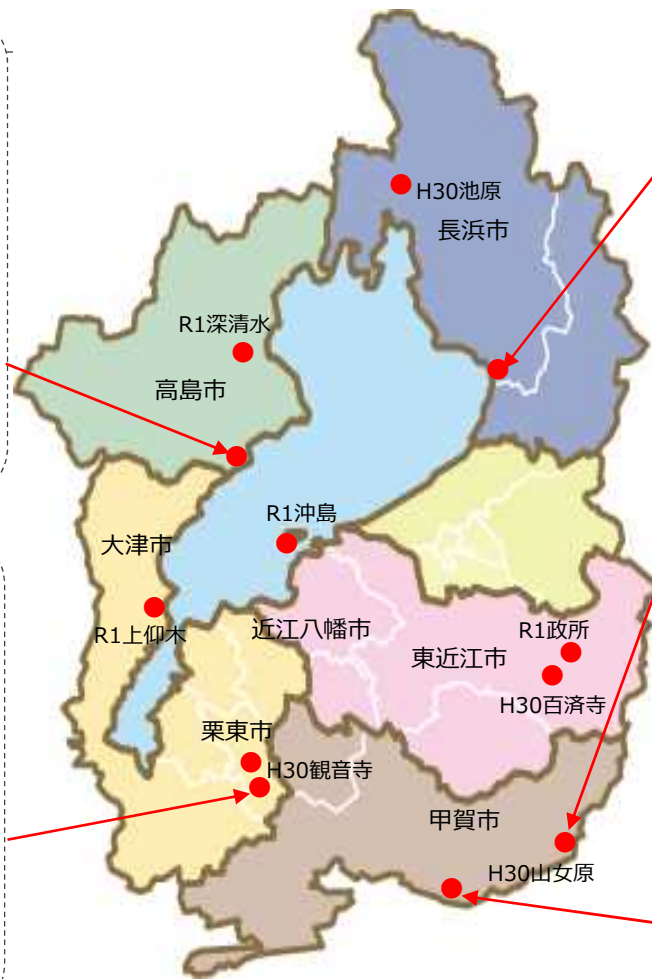 H30池原
長浜市
R1深清水
高島市
R1沖島
大津市
R1上仰木
近江八幡市
R1政所
東近江市
H30百済寺
栗東市
H30観音寺
甲賀市
H30山女原